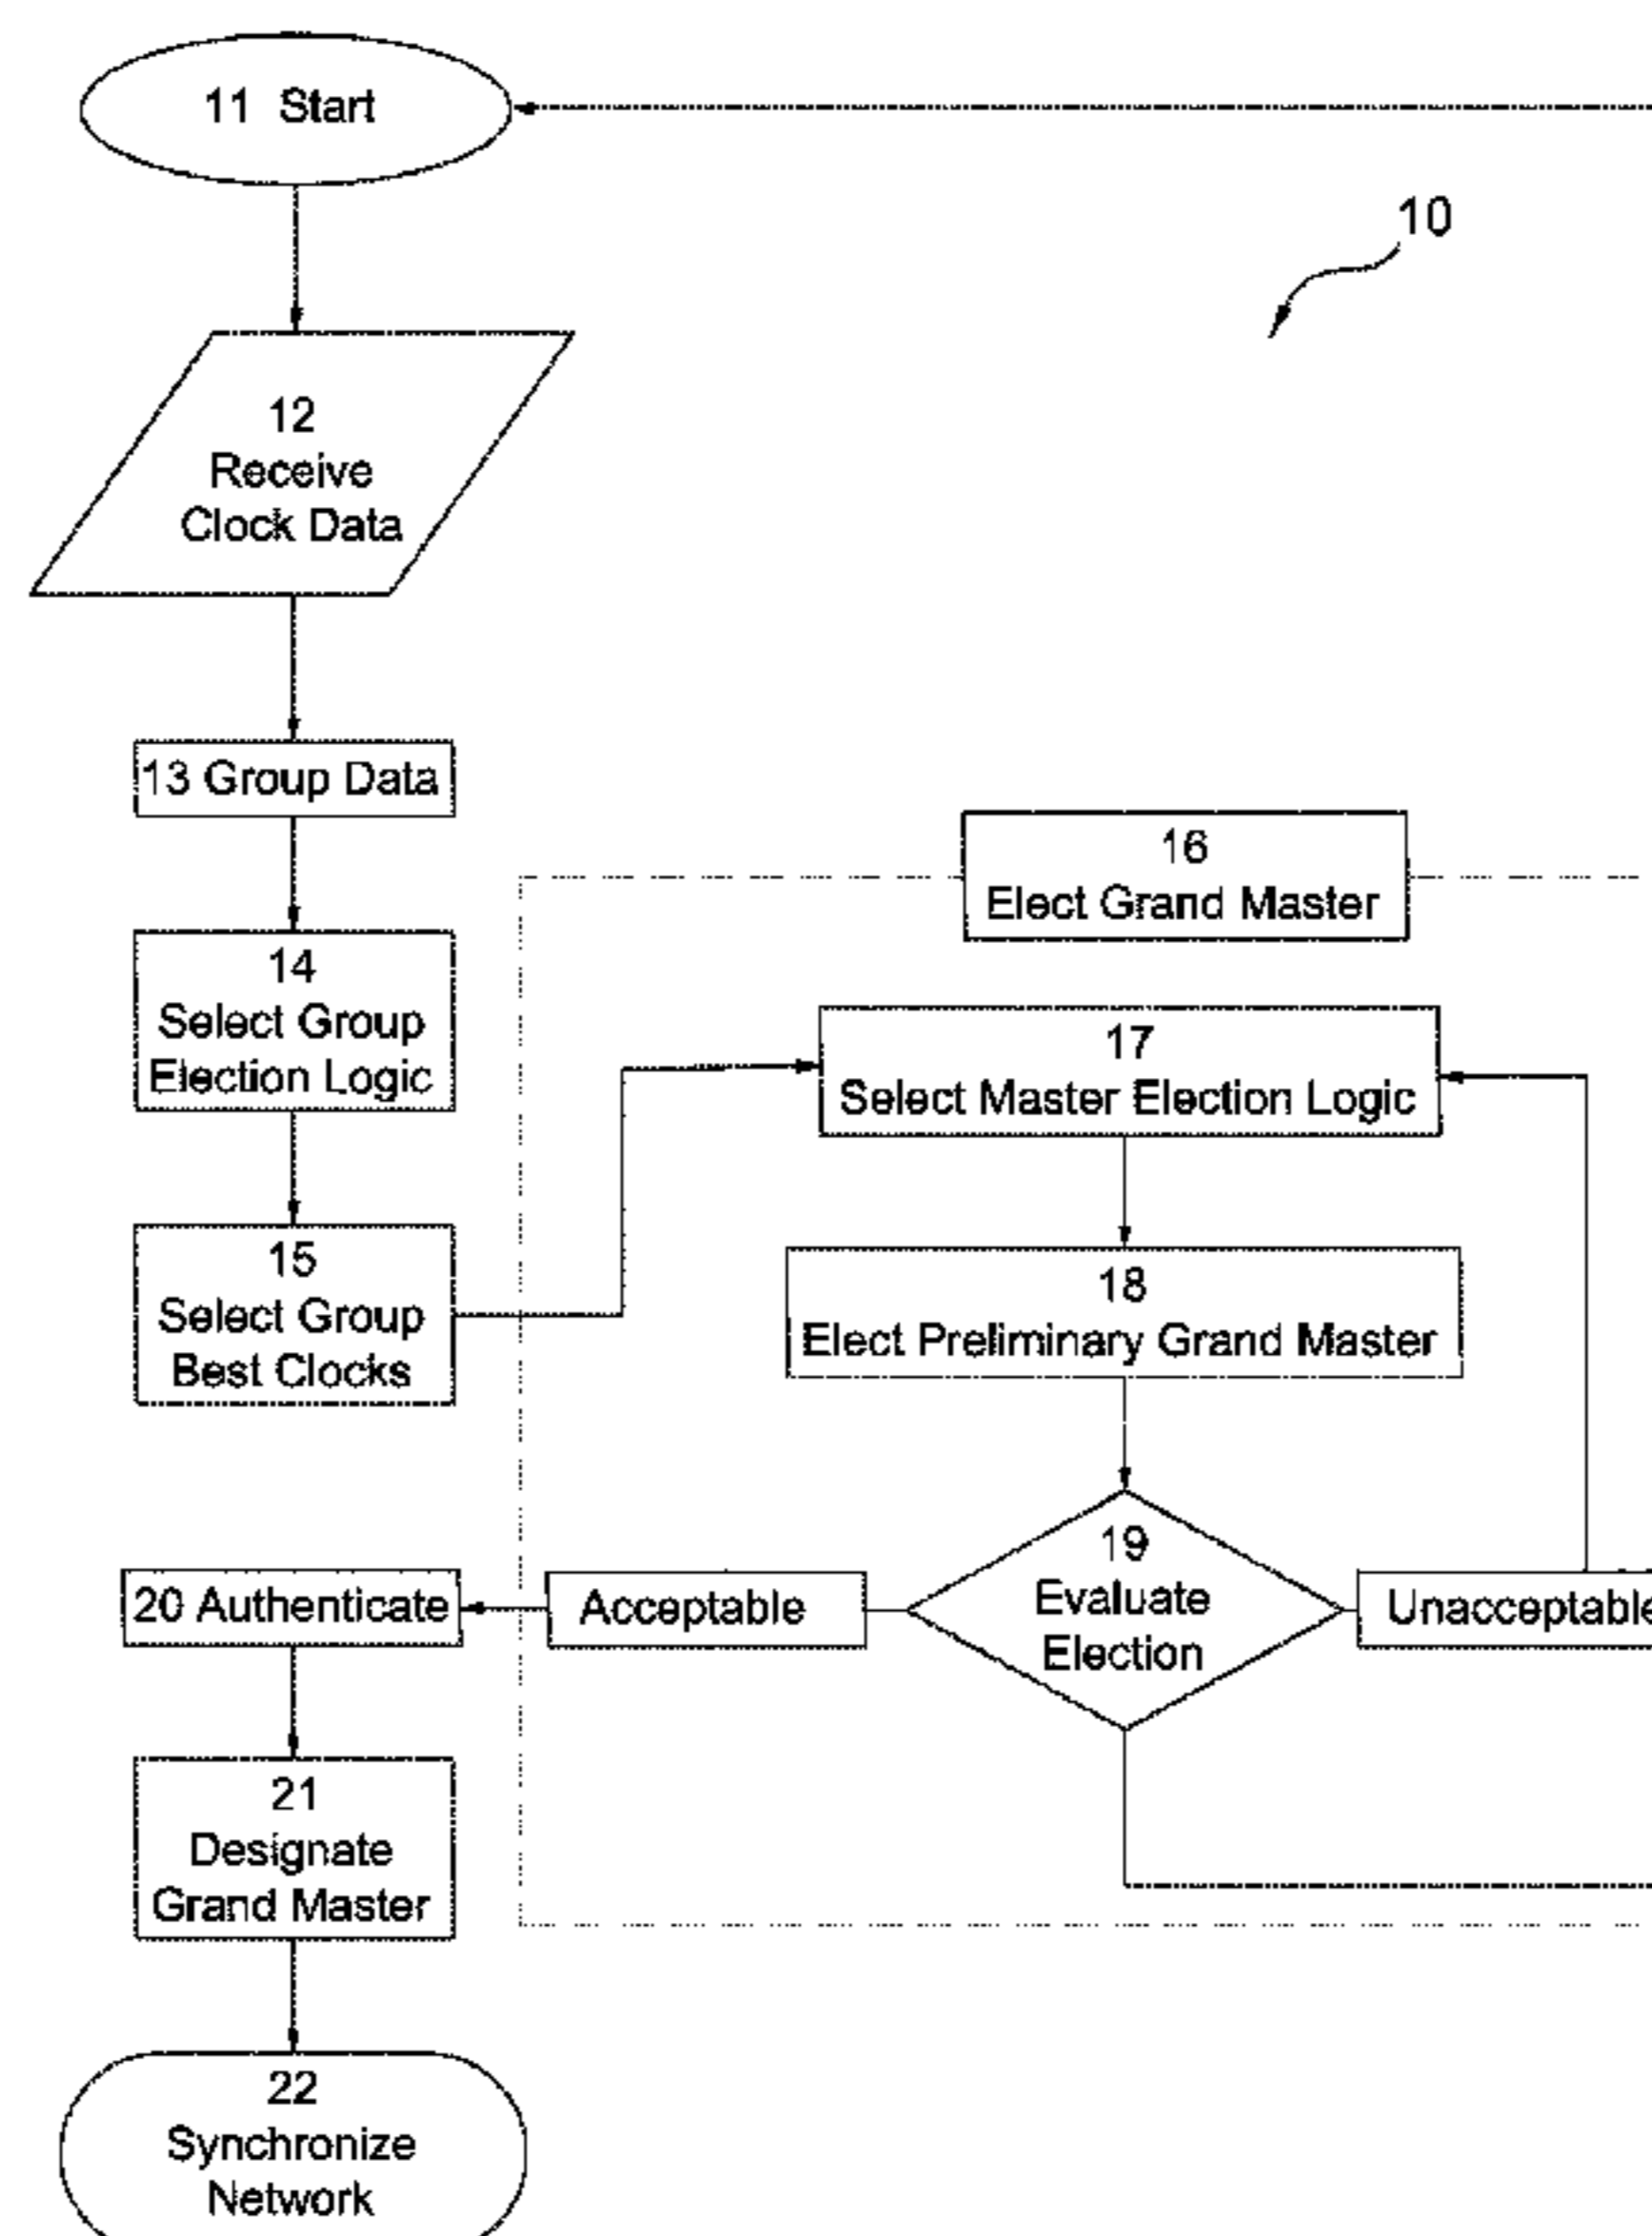 11 Start
10
12
Receive
Clock Data
13 Group Data
14
Select Group
Election Logic
15
Select Group
Best Clocks
16
Elect Grand Master
17
Select Master Election Logic
18
Elect Preliminary Grand Master
19
Evaluate
Election
Acceptable
Unacceptable
20 Authenticate
21
Designate
Grand Master
22
Synchronize
Network